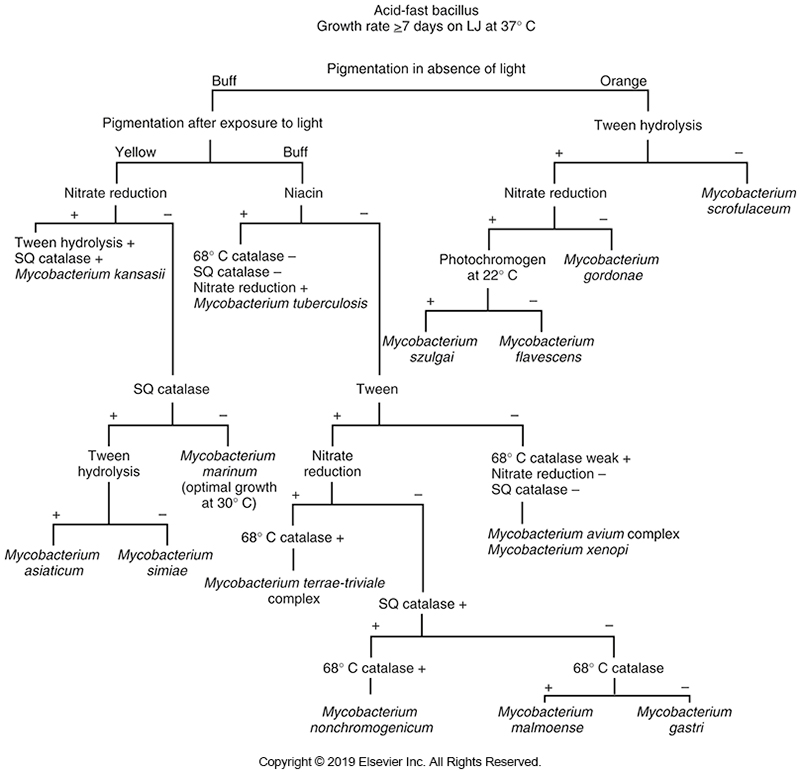 Acid-fast bacillus
Growth rate ≥7 days on LJ at 37° C
Pigmentation in absence of light
Buff
Orange
Pigmentation after exposure to light
Tween hydrolysis
Yellow
Buff
+
–
Nitrate reduction
Niacin
Nitrate reduction
Mycobacterium
scrofulaceum
+
–
+
–
+
–
Tween hydrolysis +
SQ catalase +
Mycobacterium kansasii
68° C catalase –
SQ catalase –
Nitrate reduction +
Mycobacterium tuberculosis
Photochromogen
at 22° C
Mycobacterium
gordonae
+
–
Mycobacterium
szulgai
Mycobacterium
flavescens
SQ catalase
Tween
+
–
+
–
Tween
hydrolysis
Mycobacterium
marinum
(optimal growth
at 30° C)
Nitrate
reduction
68° C catalase weak +
Nitrate reduction –
SQ catalase –
+
–
+
–
Mycobacterium
asiaticum
Mycobacterium
simiae
68° C catalase +
Mycobacterium avium complex
Mycobacterium xenopi
Mycobacterium terrae-triviale
complex
SQ catalase +
+
–
68° C catalase +
68° C catalase
+
–
Mycobacterium
nonchromogenicum
Mycobacterium
malmoense
Mycobacterium
gastri
Copyright © 2019 Elsevier Inc. All Rights Reserved.